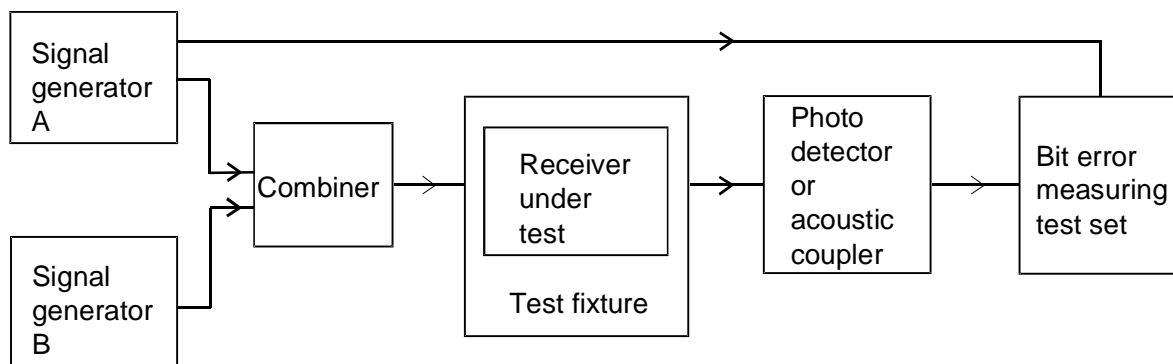 Signal
generator
A
Signal
generator
B
Combiner
Receiver
under
test
Test fixture
Photo
detector
or
acoustic
coupler
Bit error
measuring
test set